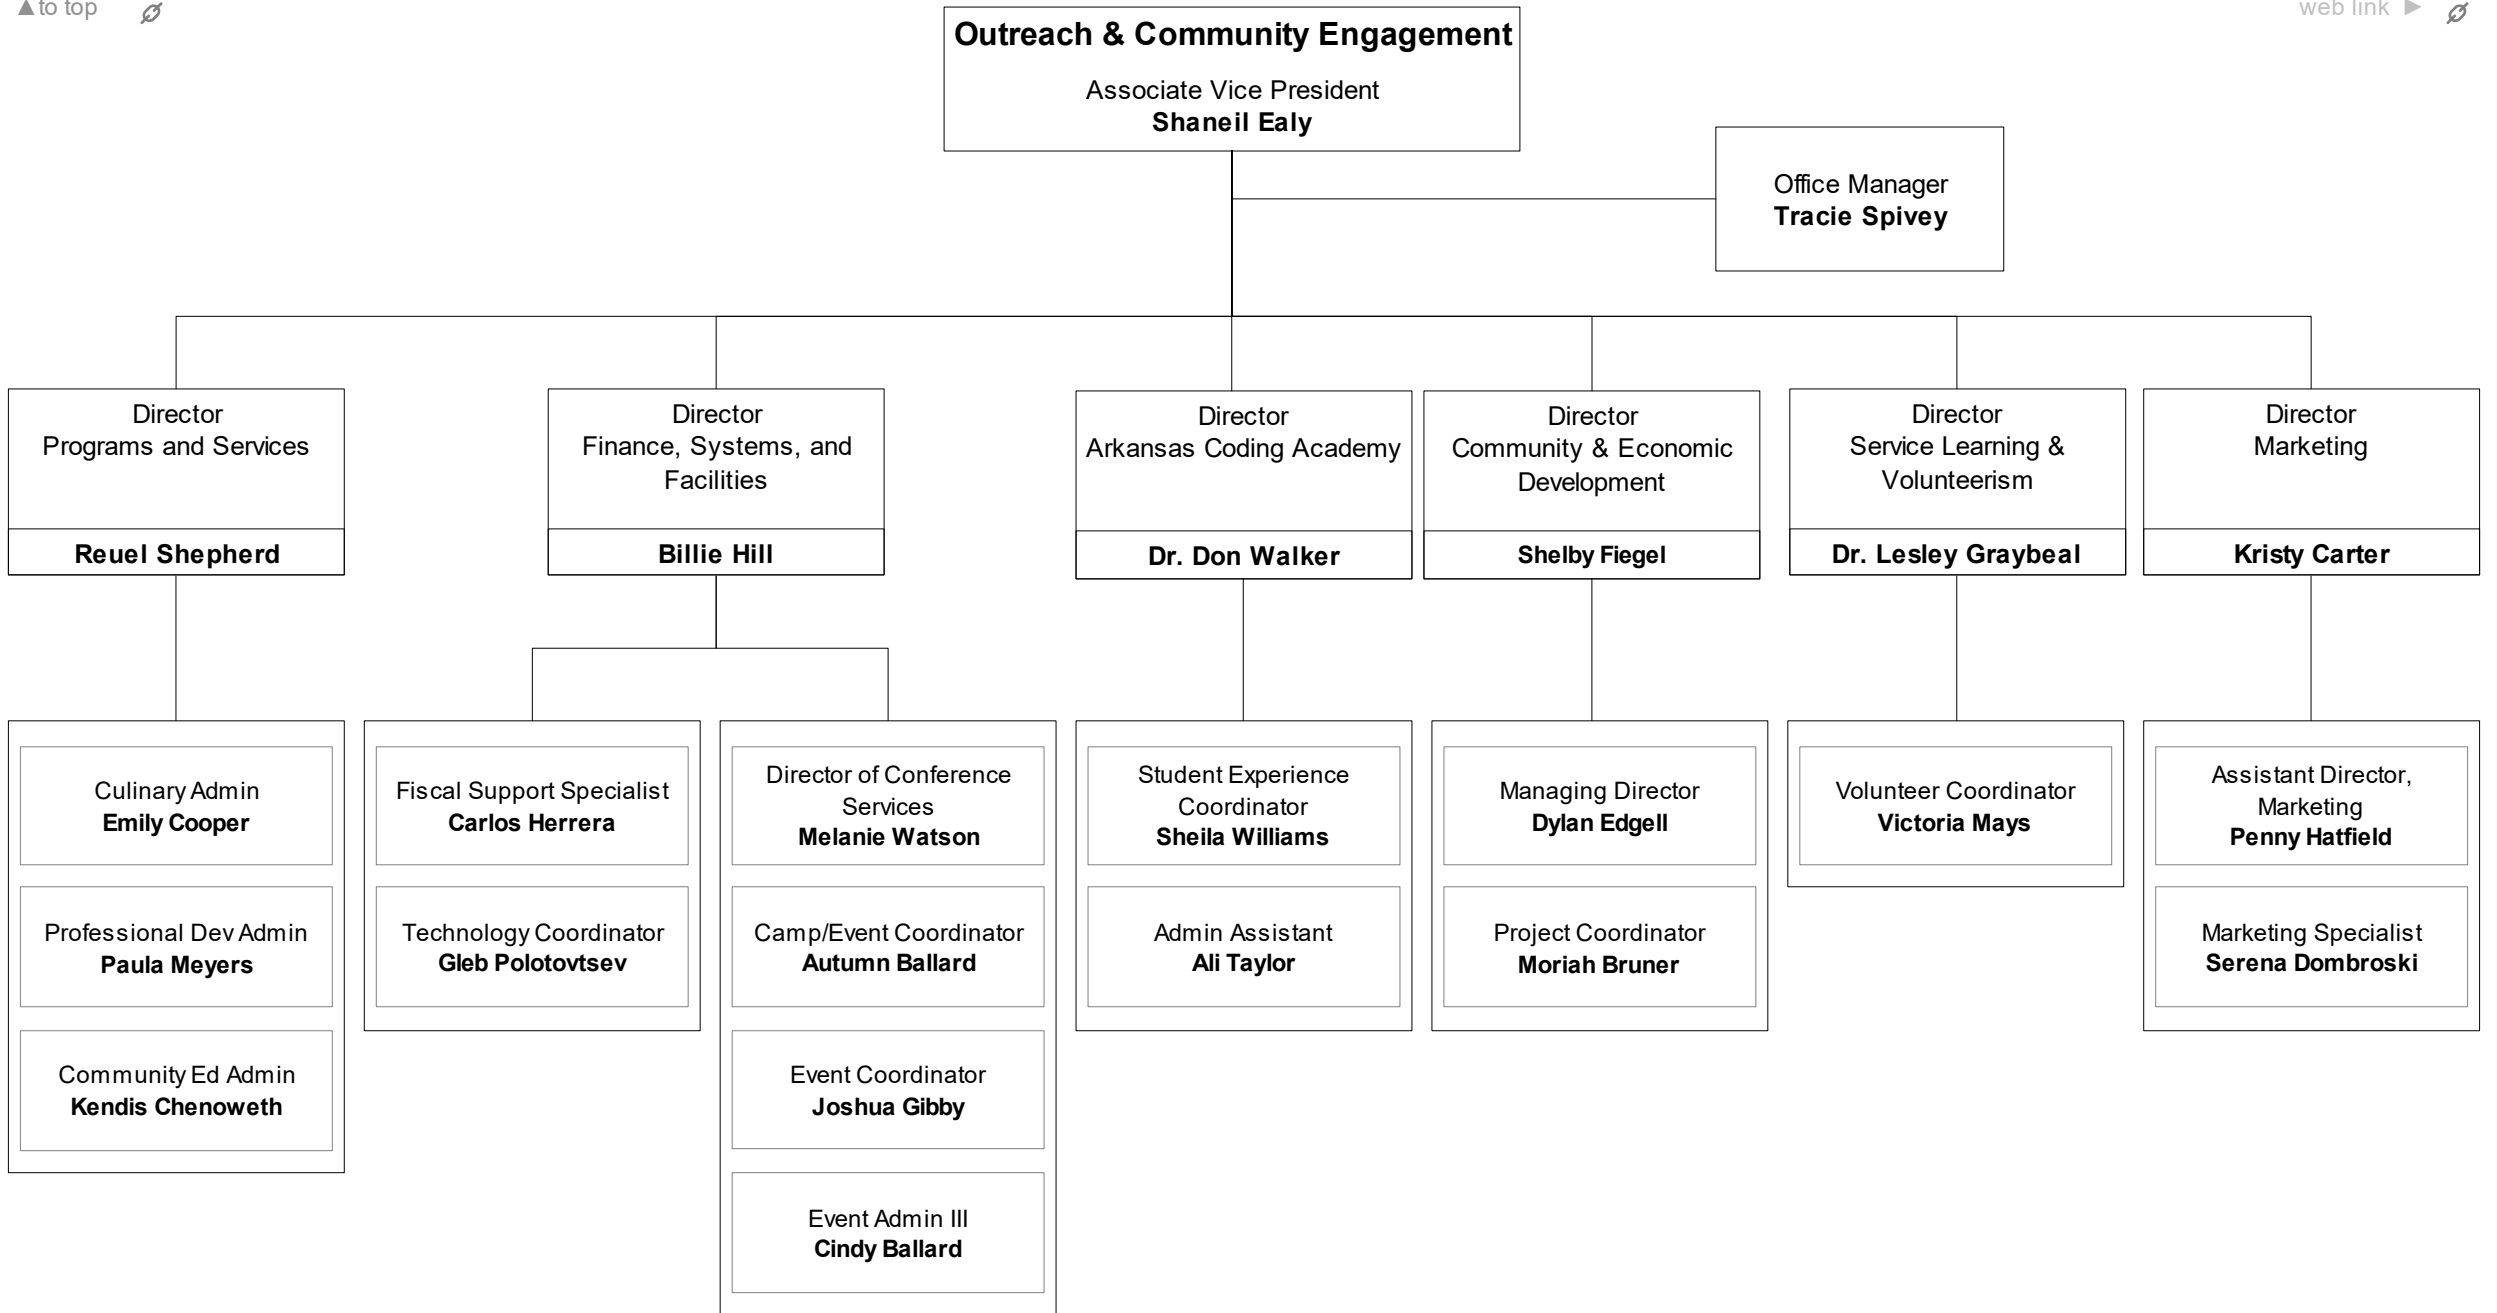 ▲to top
web link ►
Outreach & Community Engagement
Associate Vice President
Shaneil Ealy
Office Manager
Tracie Spivey
Director
Programs and Services
Reuel Shepherd
Director
Finance, Systems, and
Facilities
Billie Hill
Director
Arkansas Coding Academy
Dr. Don Walker
Director
Community & Economic
Development
Shelby Fiegel
Director
Service Learning &
Volunteerism
Dr. Lesley Graybeal
Director
Marketing
Kristy Carter
Culinary Admin
Emily Cooper
Professional Dev Admin
Paula Meyers
Community Ed Admin
Kendis Chenoweth
Fiscal Support Specialist
Carlos Herrera
Technology Coordinator
Gleb Polotovtsev
Director of Conference
Services
Melanie Watson
Camp/Event Coordinator
Autumn Ballard
Event Coordinator
Joshua Gibby
Event Admin III
Cindy Ballard
Student Experience
Coordinator
Sheila Williams
Admin Assistant
Ali Taylor
Managing Director
Dylan Edgell
Project Coordinator
Moriah Bruner
Volunteer Coordinator
Victoria Mays
Assistant Director,
Marketing
Penny Hatfield
Marketing Specialist
Serena Dombroski